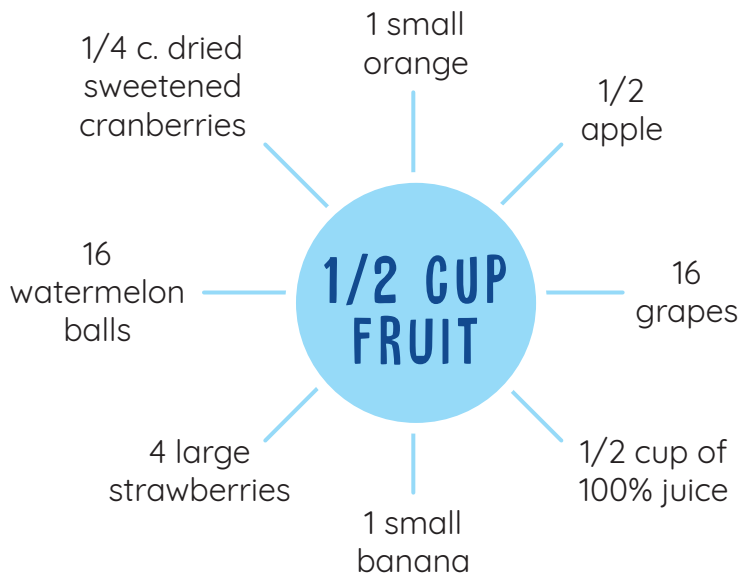 1 small
orange
1/2
apple
16
grapes
1/2 cup of
100% juice
1 small
banana
4 large
strawberries
16
watermelon
balls
1/4 c. dried
sweetened
cranberries
1/2 CUP
FRUIT